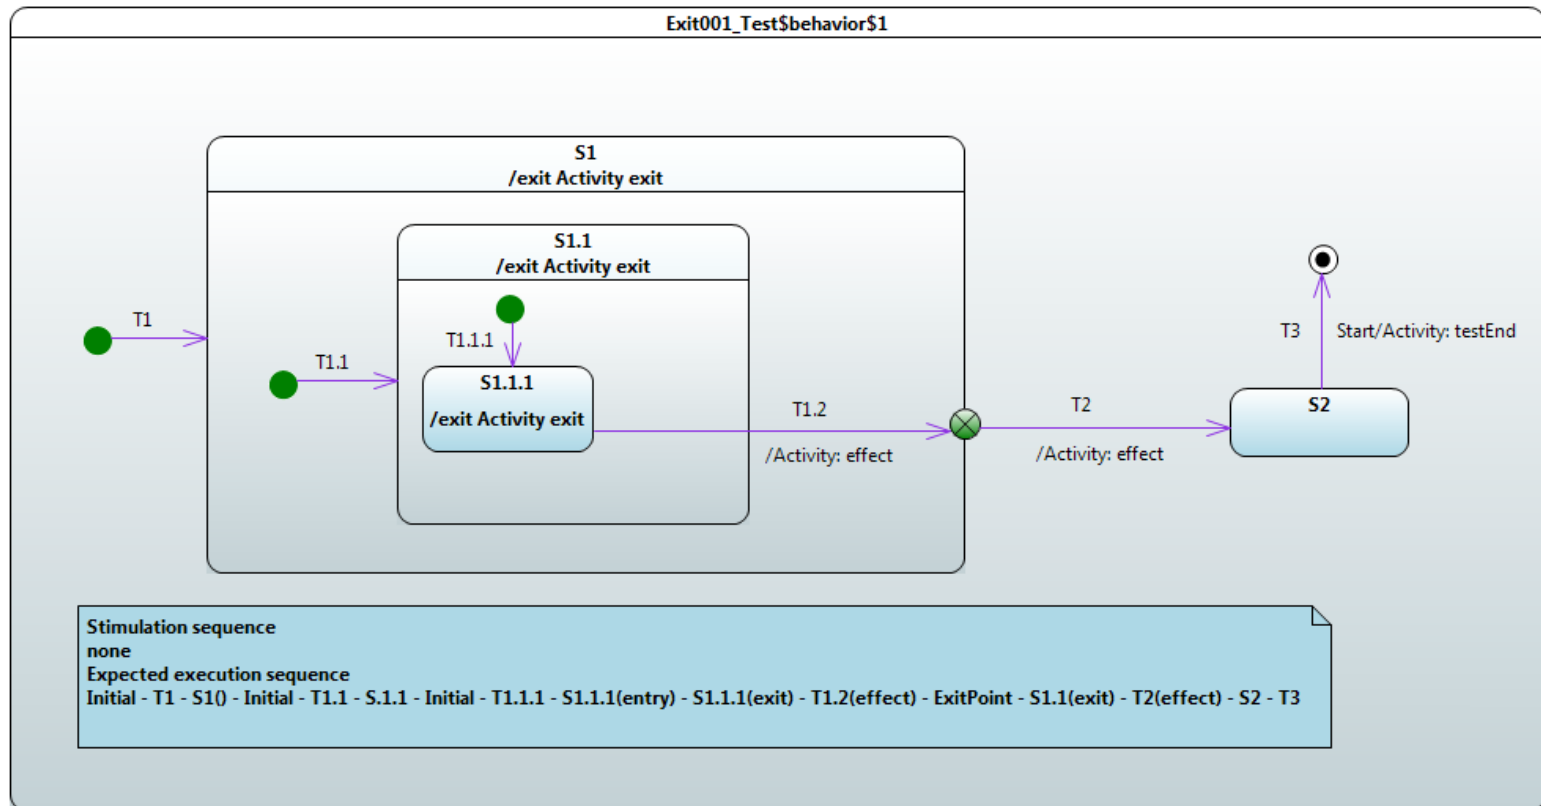 Exit001_Test$behavior$1
S1
/exit Activity exit
S1.1
/exit Activity exit
T1
T1.1
T1.1.1
S1.1.1
/exit Activity exit
T1.2
/Activity: effect
T2
/Activity: effect
T3
Start/Activity: testEnd
S2
Stimulation sequence
none
Expected execution sequence
Initial - T1 - S1() - Initial - T1.1 - S.1.1 - Initial - T1.1.1 - S1.1.1(entry) - S1.1.1(exit) - T1.2(effect) - ExitPoint - S1.1(exit) - T2(effect) - S2 - T3